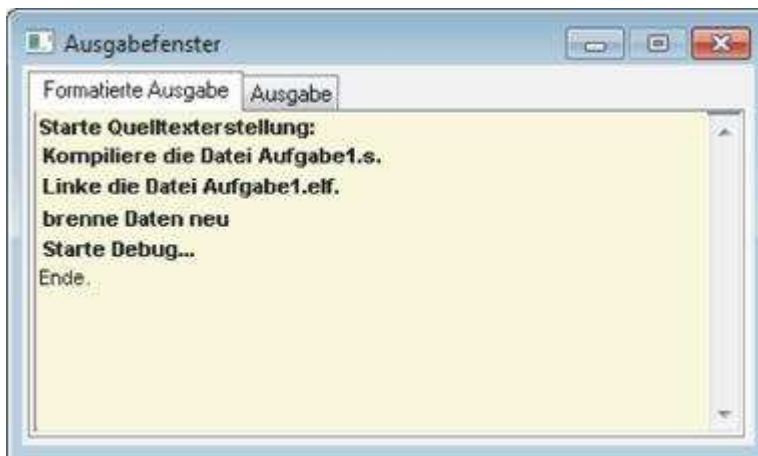 Ausgabefenster
Formatierte Ausgabe Ausgabe
Starte Quelltexterstellung:
Kompiliere die Datei Aufgabe1.s.
Linke die Datei Aufgabe1.elf.
brenne Daten neu
Starte Debug...
Ende.